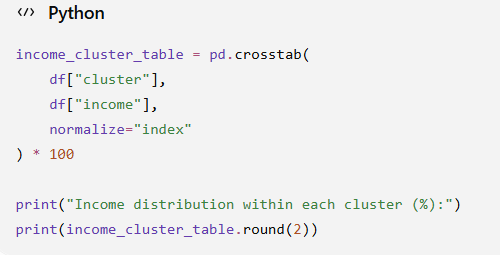 </> Python
income_cluster_table = pd.crosstab(
    df["cluster"],
    df["income"],
    normalize="index"
) * 100

print("Income distribution within each cluster (%):")
print(income_cluster_table.round(2))